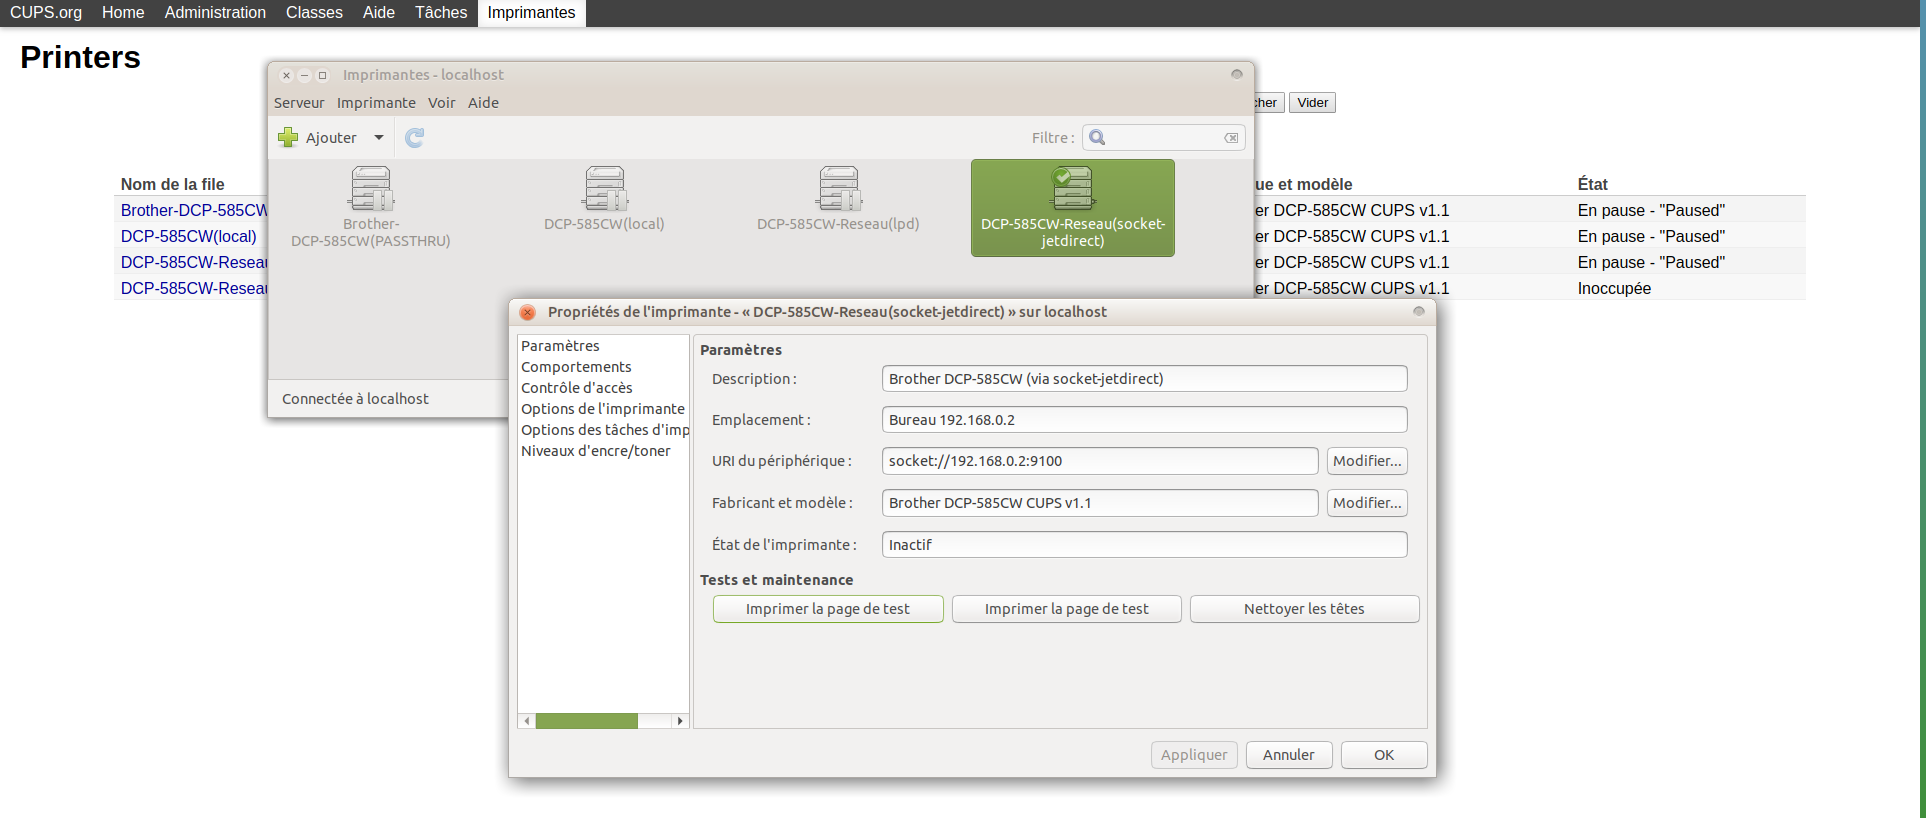 CUPS.org Home Administration Classes Aide Tâches Imprimantes
Printers
Imprimantes - localhost
Serveur Imprimante Voir Aide
Ajouter
Filtre :
Brother-
DCP-585CW(PASSTHRU)
DCP-585CW(local)
DCP-585CW-Reseau(lpd)
DCP-585CW-Reseau(socket-
jetdirect)
Connectée à localhost
cher Vider
Nom de la file
ue et modèle État
Brother-DCP-585CW
er DCP-585CW CUPS v1.1 En pause - "Paused"
DCP-585CW(local)
er DCP-585CW CUPS v1.1 En pause - "Paused"
DCP-585CW-Reseau
er DCP-585CW CUPS v1.1 En pause - "Paused"
DCP-585CW-Reseau
er DCP-585CW CUPS v1.1 Inoccupée
Propriétés de l'imprimante - « DCP-585CW-Reseau(socket-jetdirect) » sur localhost
Paramètres
Comportements
Contrôle d'accès
Options de l'imprimante
Options des tâches d'imp
Niveaux d'encre/toner
Paramètres
Description : Brother DCP-585CW (via socket-jetdirect)
Emplacement : Bureau 192.168.0.2
URI du périphérique : socket://192.168.0.2:9100 Modifier...
Fabricant et modèle : Brother DCP-585CW CUPS v1.1 Modifier...
État de l'imprimante : Inactif
Tests et maintenance
Imprimer la page de test Imprimer la page de test Nettoyer les têtes
Appliquer Annuler OK